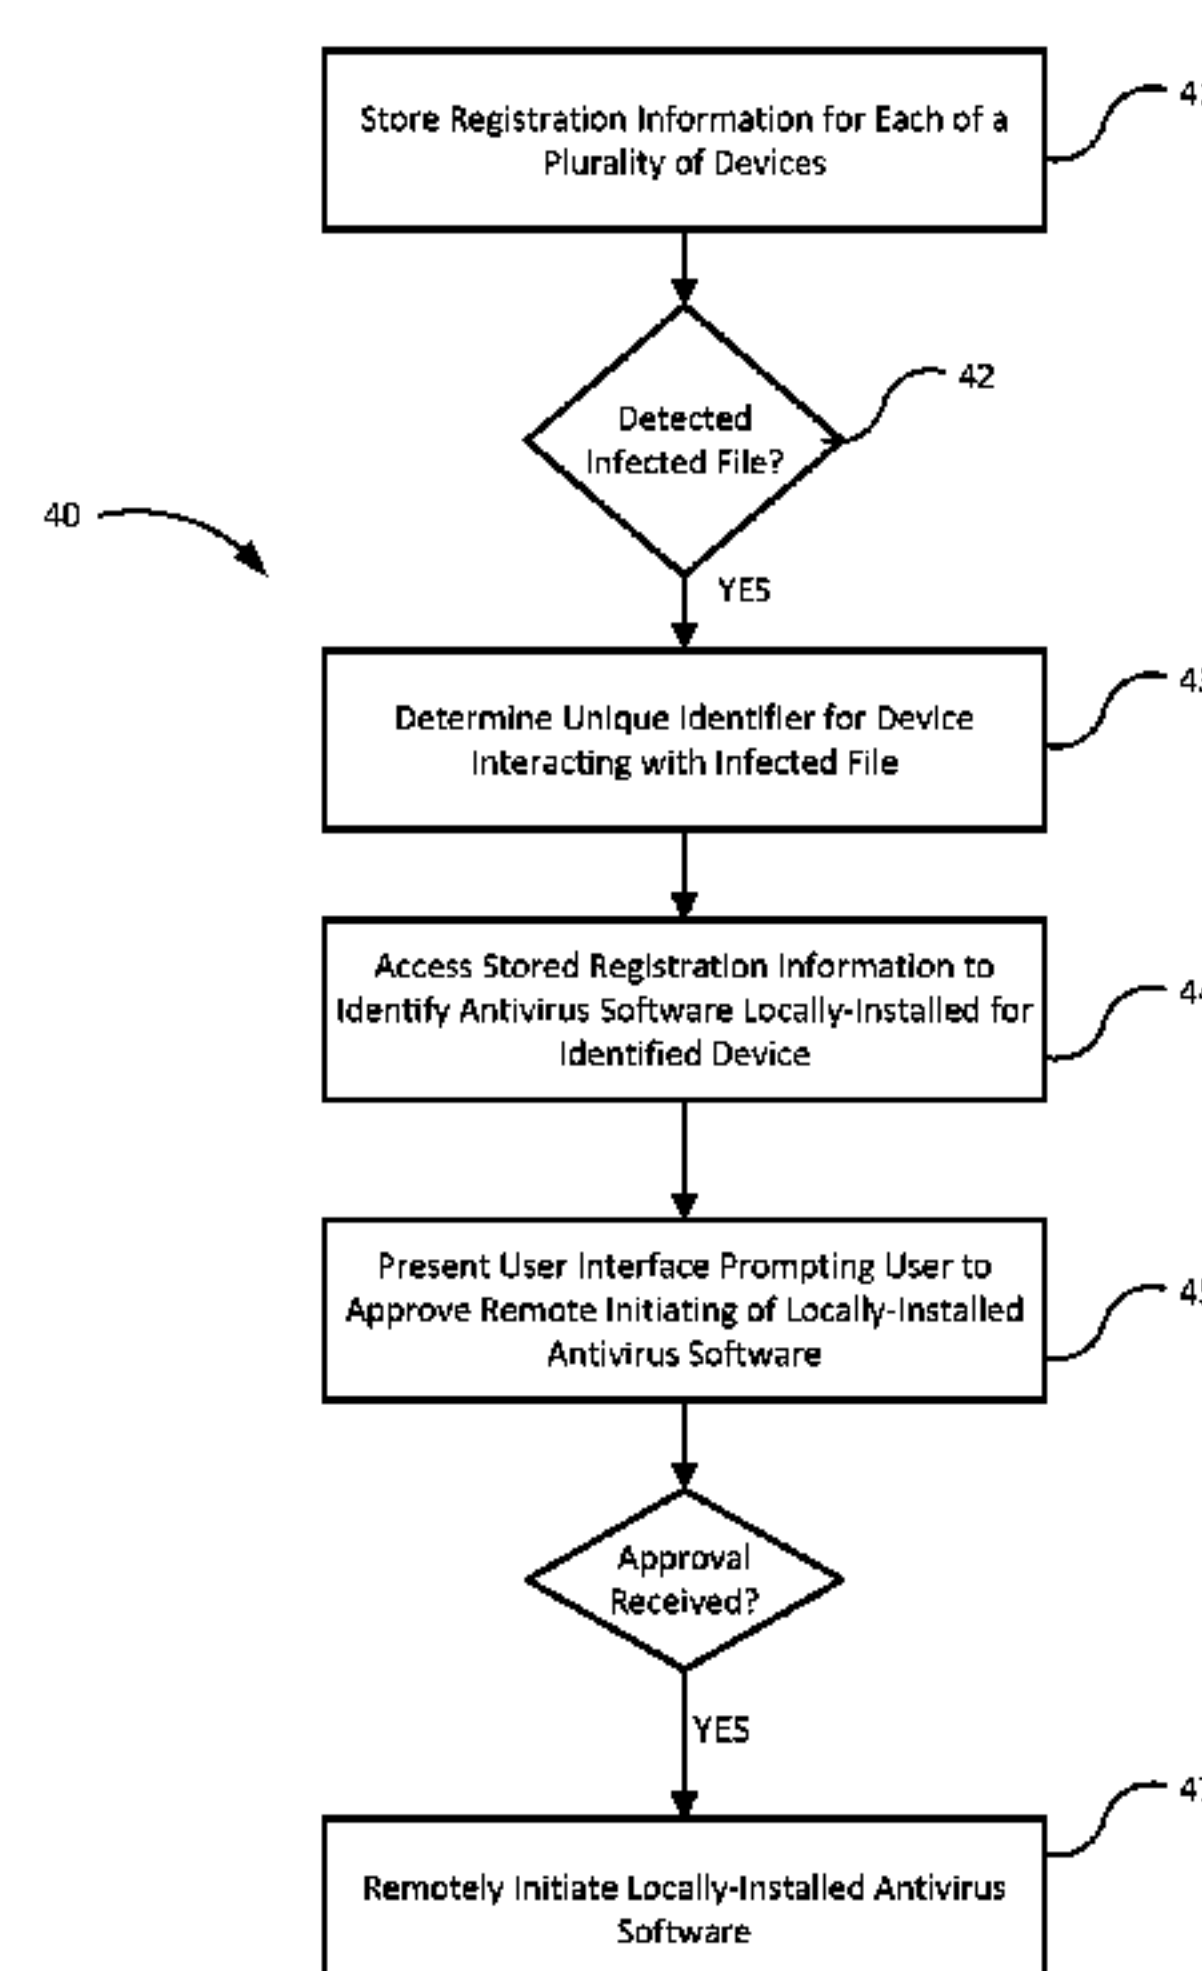 Store Registration Information for Each of a
Plurality of Devices
Detected
Infected File?
42
40
YES
Determine Unique Identifier for Device
Interacting with Infected File
Access Stored Registration Information to
Identify Antivirus Software Locally-Installed for
Identified Device
Present User Interface Prompting User to
Approve Remote Initiating of Locally-Installed
Antivirus Software
Approval
Received?
YES
Remotely Initiate Locally-Installed Antivirus
Software